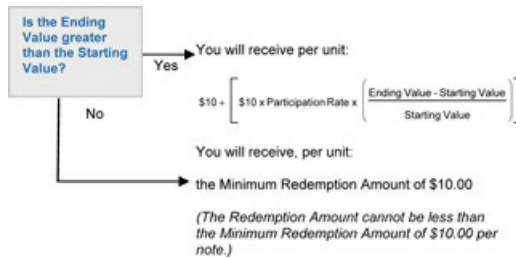 Is the Ending
Value greater
than the Starting
Value?
Yes
You will receive per unit:
$10 + [ $10 x Participation Rate x ( Ending Value - Starting Value
Starting Value ) ]
No
You will receive, per unit:
the Minimum Redemption Amount of $10.00
(The Redemption Amount cannot be less than
the Minimum Redemption Amount of $10.00 per
note.)